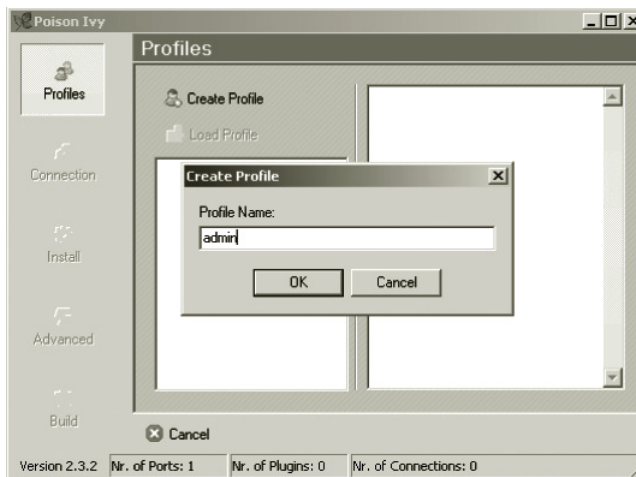 Poison Ivy
Profiles
Profiles
Create Profile
Load Profile
Connection
Install
Advanced
Build
Create Profile
Profile Name:
admin
OK
Cancel
Cancel
Version 2.3.2
Nr. of Ports: 1
Nr. of Plugins: 0
Nr. of Connections: 0